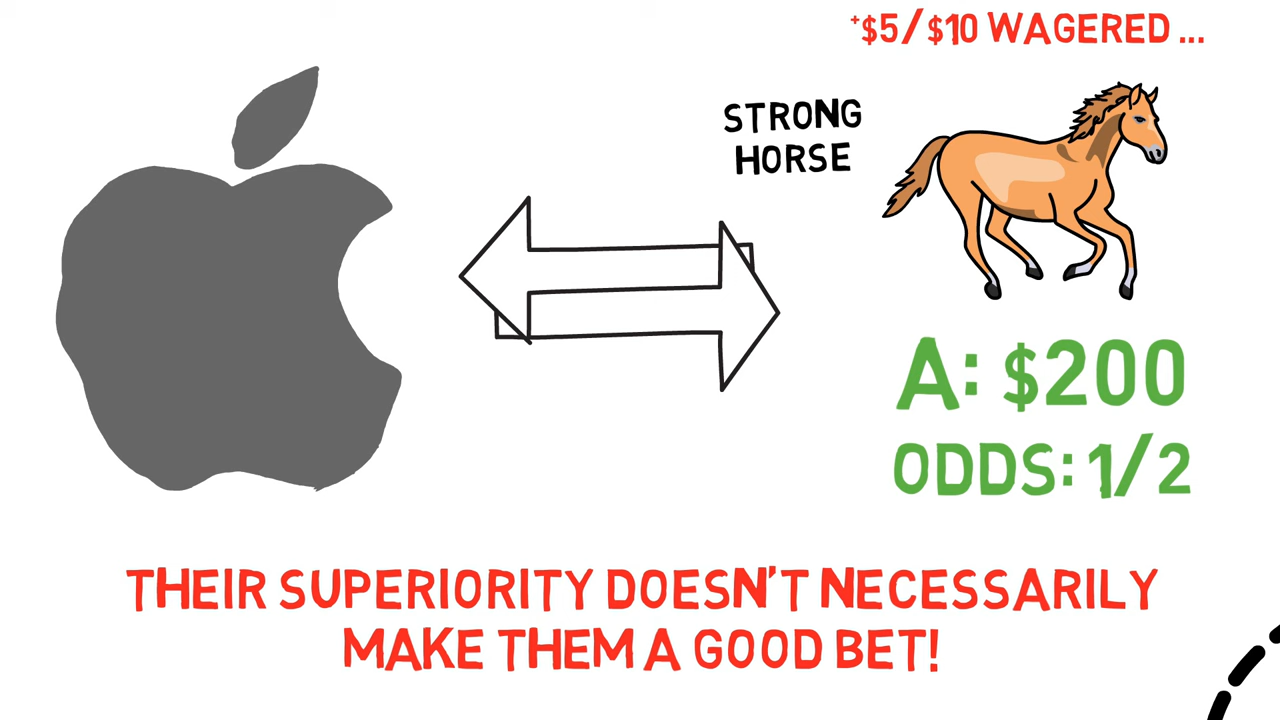 +$5/$10 WAGERED ...
STRONG
HORSE
A: $200
ODDS: 1/2
THEIR SUPERIORITY DOESN'T NECESSARILY
MAKE THEM A GOOD BET!